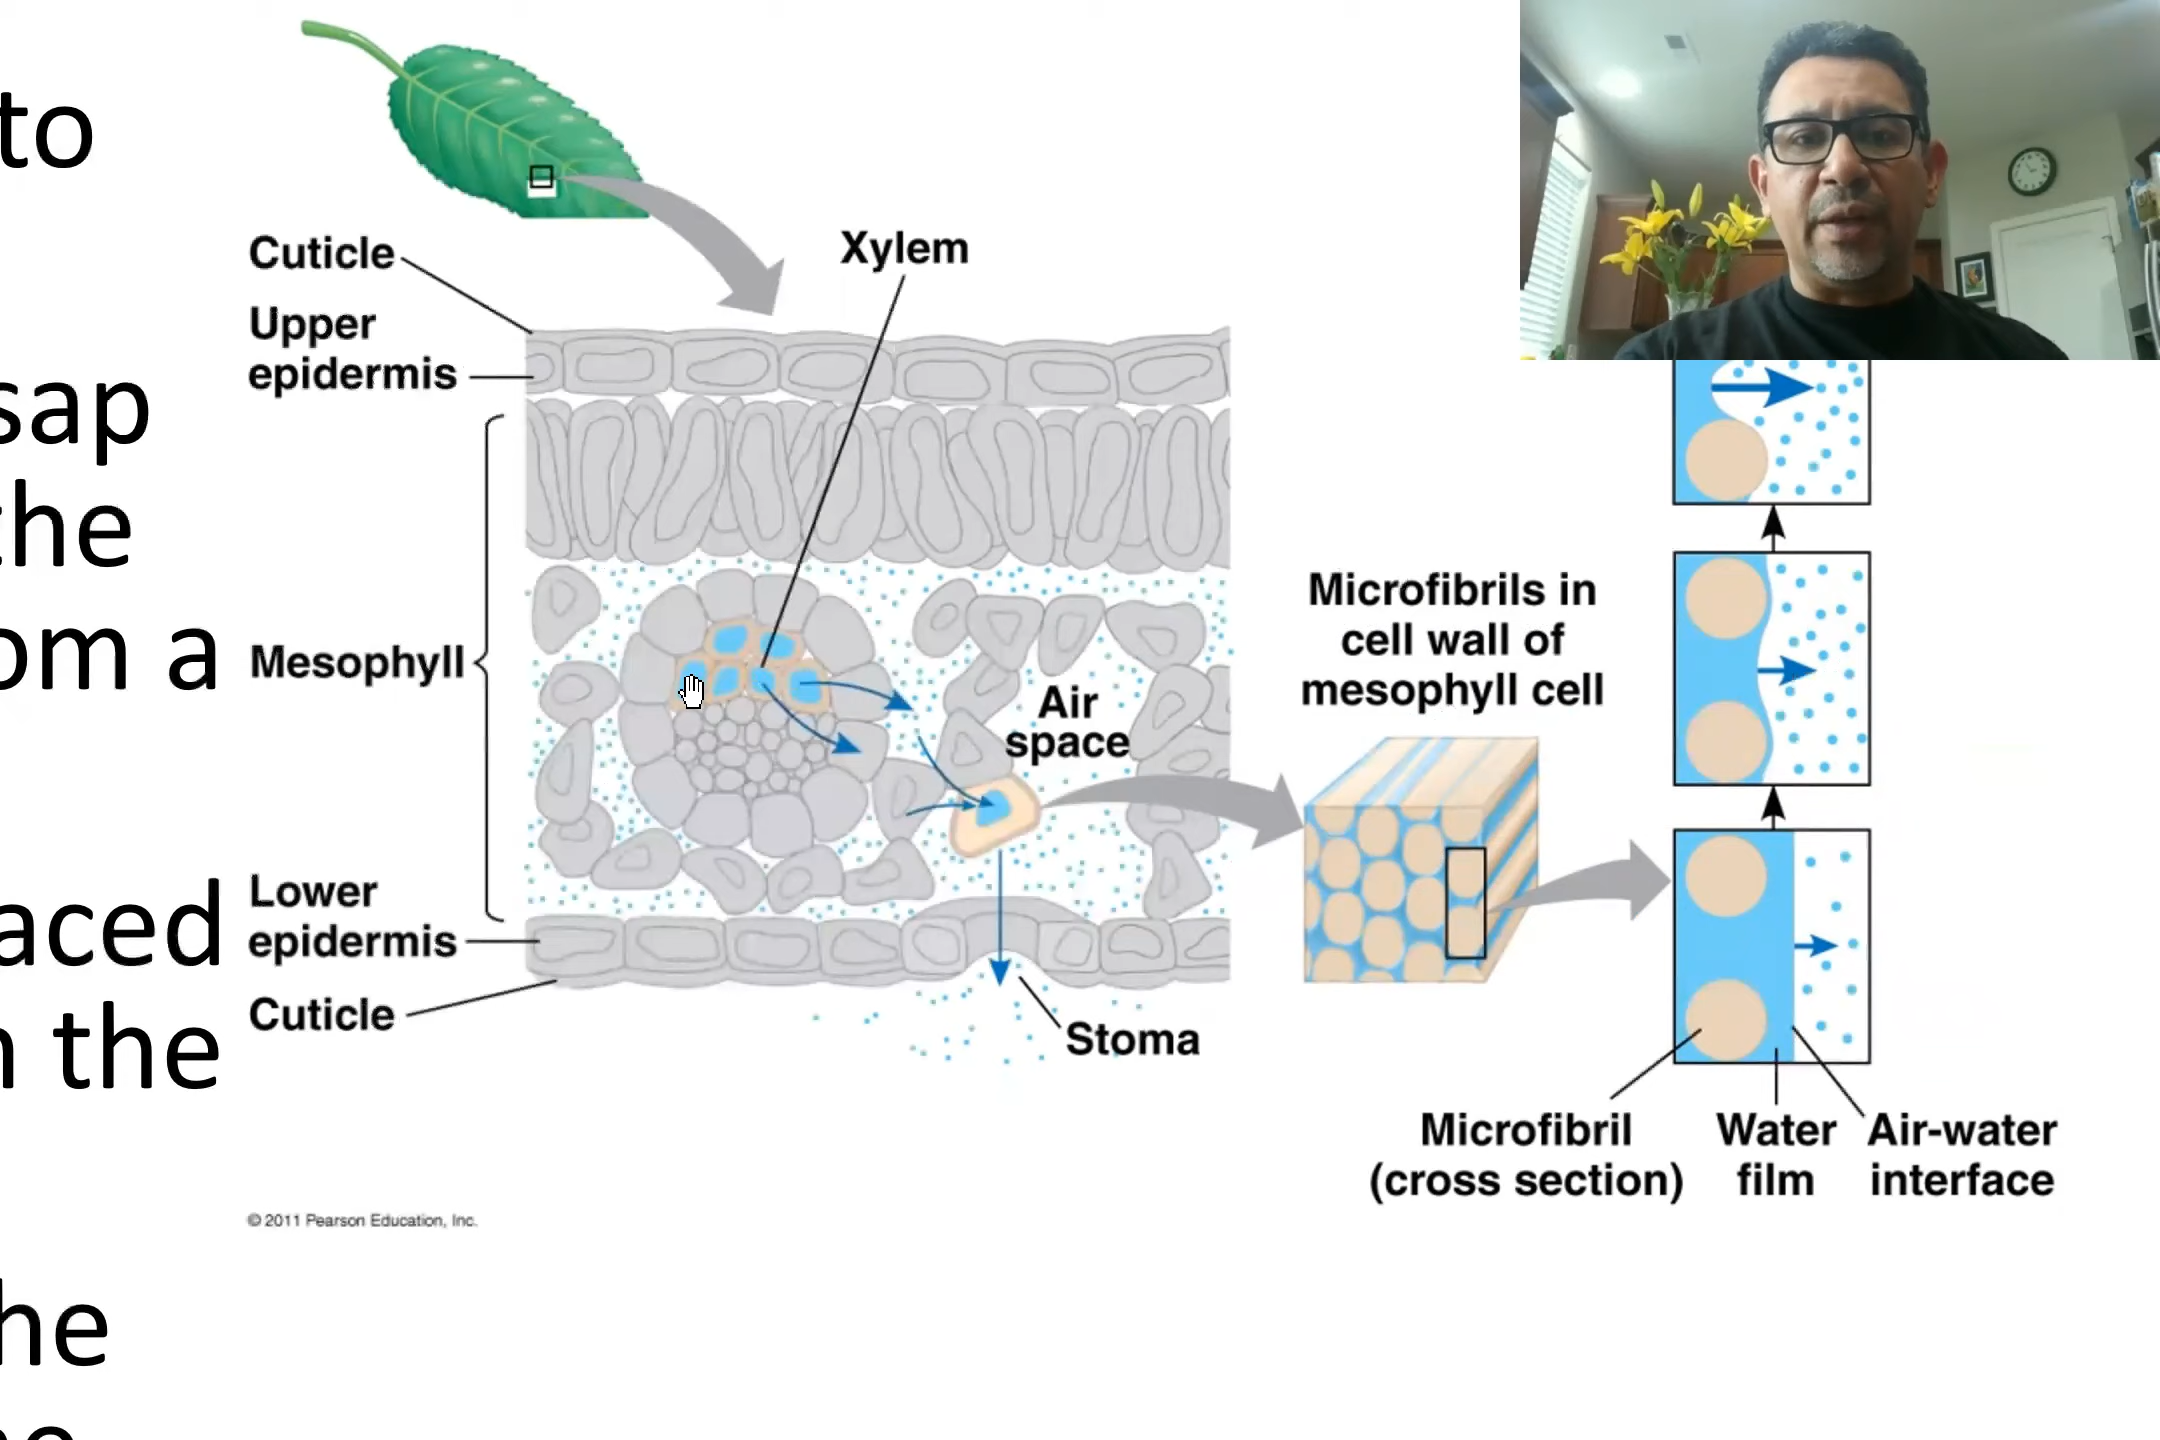 to
sap
the
om a
aced
n the
he
Cuticle
Upper
epidermis
Xylem
Mesophyll
Air
space
Lower
epidermis
Cuticle
Stoma
Microfibrils in
cell wall of
mesophyll cell
Microfibril
(cross section)
Water
film
Air-water
interface
© 2011 Pearson Education, Inc.